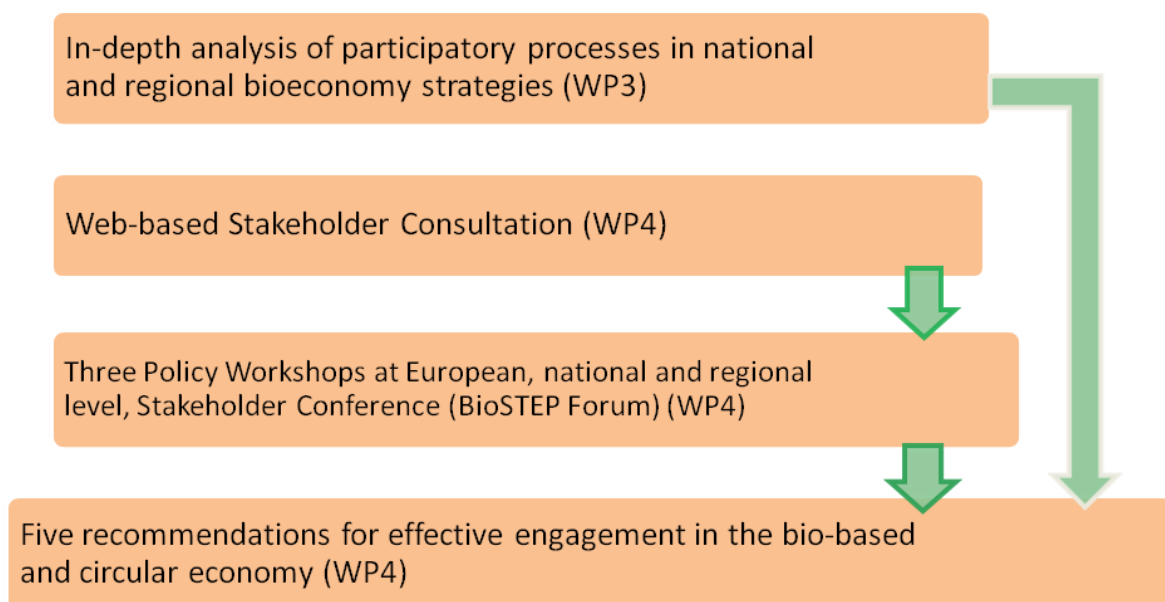 In-depth analysis of participatory processes in national
and regional bioeconomy strategies (WP3)
Web-based Stakeholder Consultation (WP4)
Three Policy Workshops at European, national and regional
level, Stakeholder Conference (BioSTEP Forum) (WP4)
Five recommendations for effective engagement in the bio-based
and circular economy (WP4)